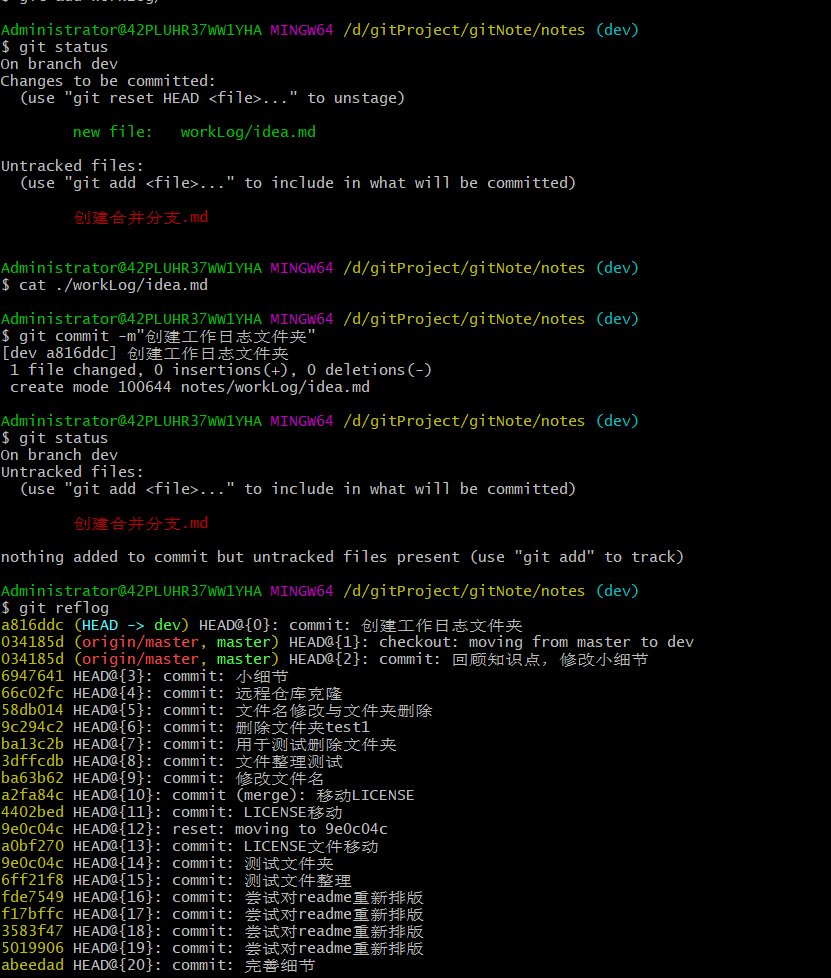 Administrator@42PLUHR37WW1YHA MINGW64 /d/gitProject/gitNote/notes (dev)
$ git status
On branch dev
Changes to be committed:
  (use "git reset HEAD <file>..." to unstage)
        new file:   workLog/idea.md
Untracked files:
  (use "git add <file>..." to include in what will be committed)
        创建合并分支.md
Administrator@42PLUHR37WW1YHA MINGW64 /d/gitProject/gitNote/notes (dev)
$ cat ./workLog/idea.md
Administrator@42PLUHR37WW1YHA MINGW64 /d/gitProject/gitNote/notes (dev)
$ git commit -m"创建工作日志文件夹"
[dev a816ddc] 创建工作日志文件夹
 1 file changed, 0 insertions(+), 0 deletions(-)
 create mode 100644 notes/workLog/idea.md
Administrator@42PLUHR37WW1YHA MINGW64 /d/gitProject/gitNote/notes (dev)
$ git status
On branch dev
Untracked files:
  (use "git add <file>..." to include in what will be committed)
        创建合并分支.md
nothing added to commit but untracked files present (use "git add" to track)
Administrator@42PLUHR37WW1YHA MINGW64 /d/gitProject/gitNote/notes (dev)
$ git reflog
a816ddc (HEAD -> dev) HEAD@{0}: commit: 创建工作日志文件夹
034185d (origin/master, master) HEAD@{1}: checkout: moving from master to dev
034185d (origin/master, master) HEAD@{2}: commit: 回顾知识点，修改小细节
6947641 HEAD@{3}: commit: 小细节
66c02fc HEAD@{4}: commit: 远程仓库克隆
58db014 HEAD@{5}: commit: 文件名修改与文件夹删除
9c294c2 HEAD@{6}: commit: 删除文件夹test1
ba13c2b HEAD@{7}: commit: 用于测试删除文件夹
3dffcdb HEAD@{8}: commit: 文件整理测试
ba63b62 HEAD@{9}: commit: 修改文件名
a2fa84c HEAD@{10}: commit (merge): 移动LICENSE
4402bed HEAD@{11}: commit: LICENSE移动
9e0c04c HEAD@{12}: reset: moving to 9e0c04c
a0bf270 HEAD@{13}: commit: LICENSE文件移动
9e0c04c HEAD@{14}: commit: 测试文件夹
6ff21f8 HEAD@{15}: commit: 测试文件整理
fde7549 HEAD@{16}: commit: 尝试对readme重新排版
f17bffc HEAD@{17}: commit: 尝试对readme重新排版
3583f47 HEAD@{18}: commit: 尝试对readme重新排版
5019906 HEAD@{19}: commit: 尝试对readme重新排版
abeedad HEAD@{20}: commit: 完善细节